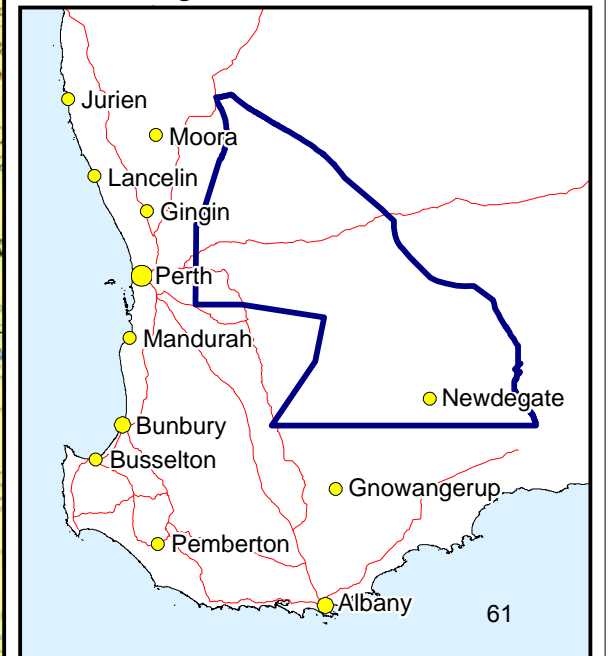 Jurien
Moora
Lancelin
Gingin
Perth
Mandurah
Newdegate
Bunbury
Busselton
Gnowangerup
Pemberton
Albany
61